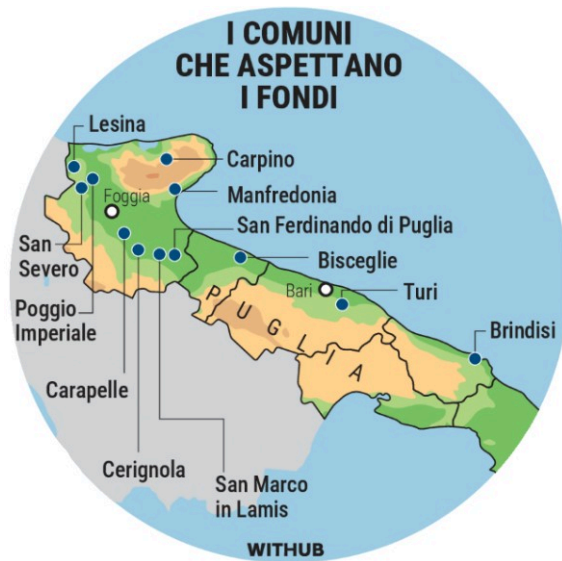 I COMUNI
CHE ASPETTANO
I FONDI
Lesina
Carpino
Foggia
Manfredonia
San Ferdinando di Puglia
San
Severo
Bisceglie
Bari
Turi
Poggio
Imperiale
PUGLIA
Brindisi
Carapelle
Cerignola
San Marco
in Lamis
WITHUB